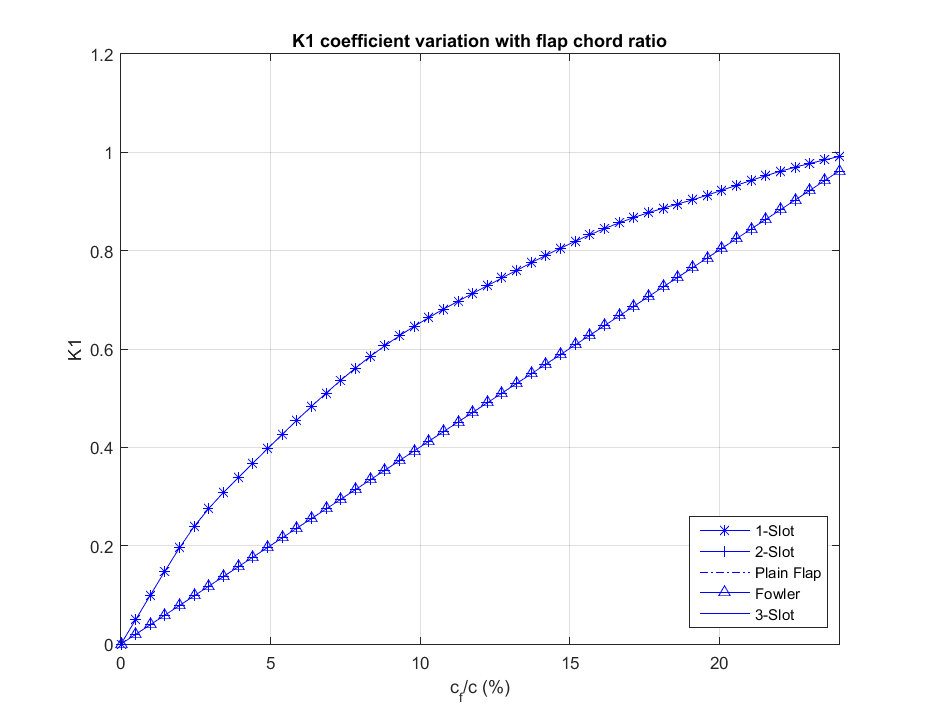 K1 coefficient variation with flap chord ratio
1.2
1
0.8
0.6
0.4
0.2
0
K1
0 5 10 15 20
c_f/c (%)
1-Slot
2-Slot
Plain Flap
Fowler
3-Slot